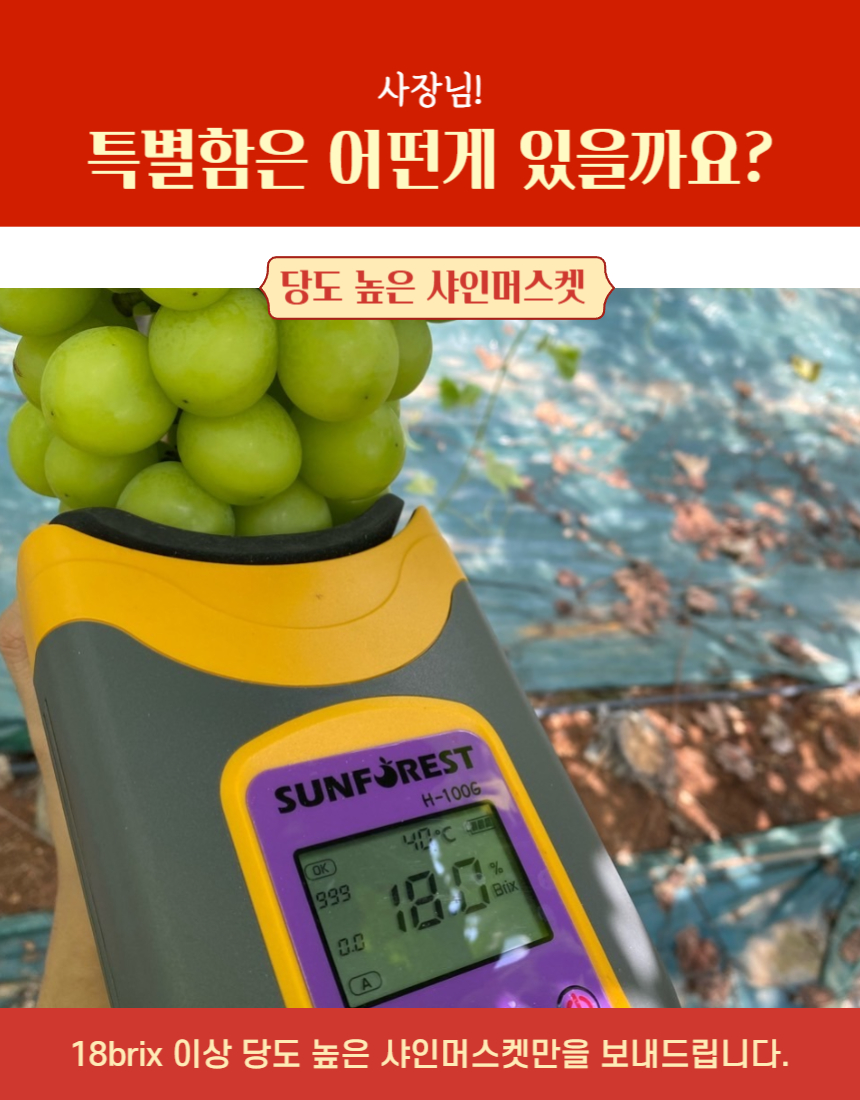 사장님!
특별함은 어떤게 있을까요?
당도 높은 샤인머스켓
SUNFOREST
H-100G
40°C
OK
999
18.0 % Brix
0.0
A
18brix 이상 당도 높은 샤인머스켓만을 보내드립니다.